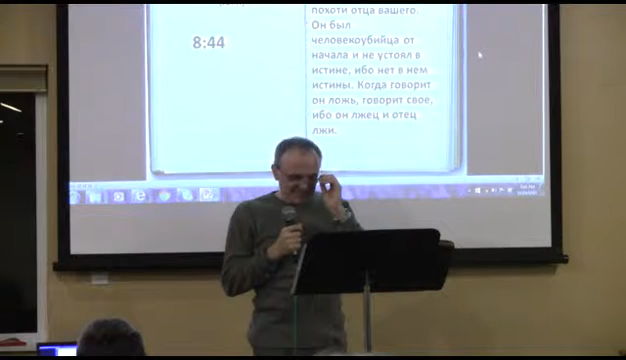 похоти отца вашего.
Он был
8:44
человекоубийца от
начала и не устоял в
истине, ибо нет в нем
истины. Когда говорит
он ложь, говорит свое,
ибо он лжец и отец
лжи.